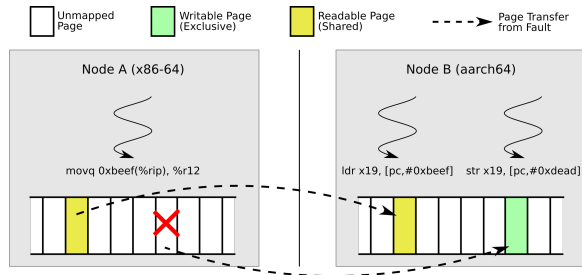 Unmapped
Page
Writable Page
(Exclusive)
Readable Page
(Shared)
Page Transfer
from Fault
Node A (x86-64)
movq 0xbeef(%rip), %r12
Node B (aarch64)
ldr x19, [pc,#0xbeef]
str x19, [pc,#0xdead]